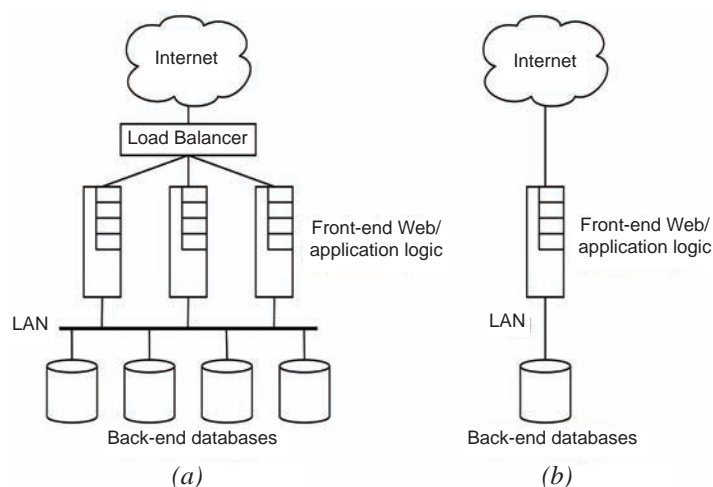 Internet
Load Balancer
Front-end Web/
application logic
LAN
Back-end databases
(a)
Internet
Front-end Web/
application logic
LAN
Back-end databases
(b)